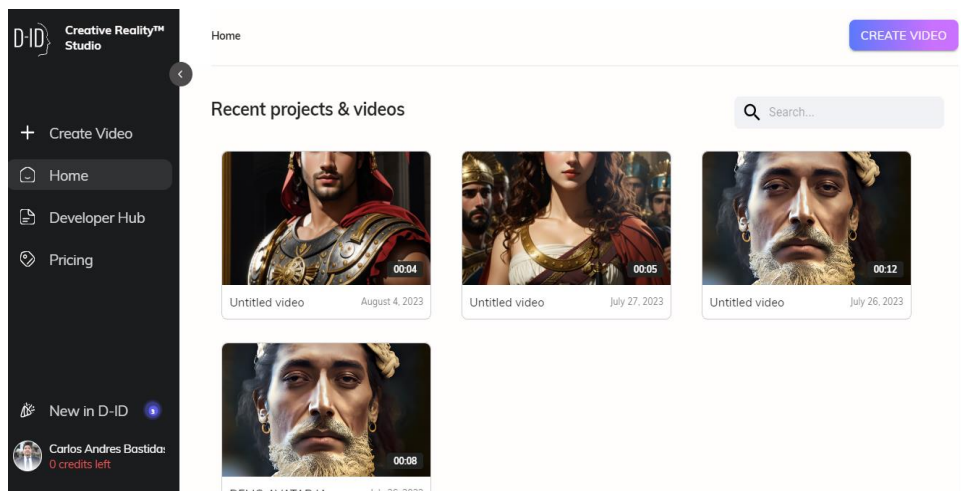 D-ID
Creative Reality™
Studio
Home
CREATE VIDEO
Recent projects & videos
Search...
Create Video
Home
Developer Hub
Pricing
00:04
Untitled video
August 4, 2023
00:05
Untitled video
July 27, 2023
00:12
Untitled video
July 26, 2023
00:08
New in D-ID
Carlos Andres Bastida
0 credits left